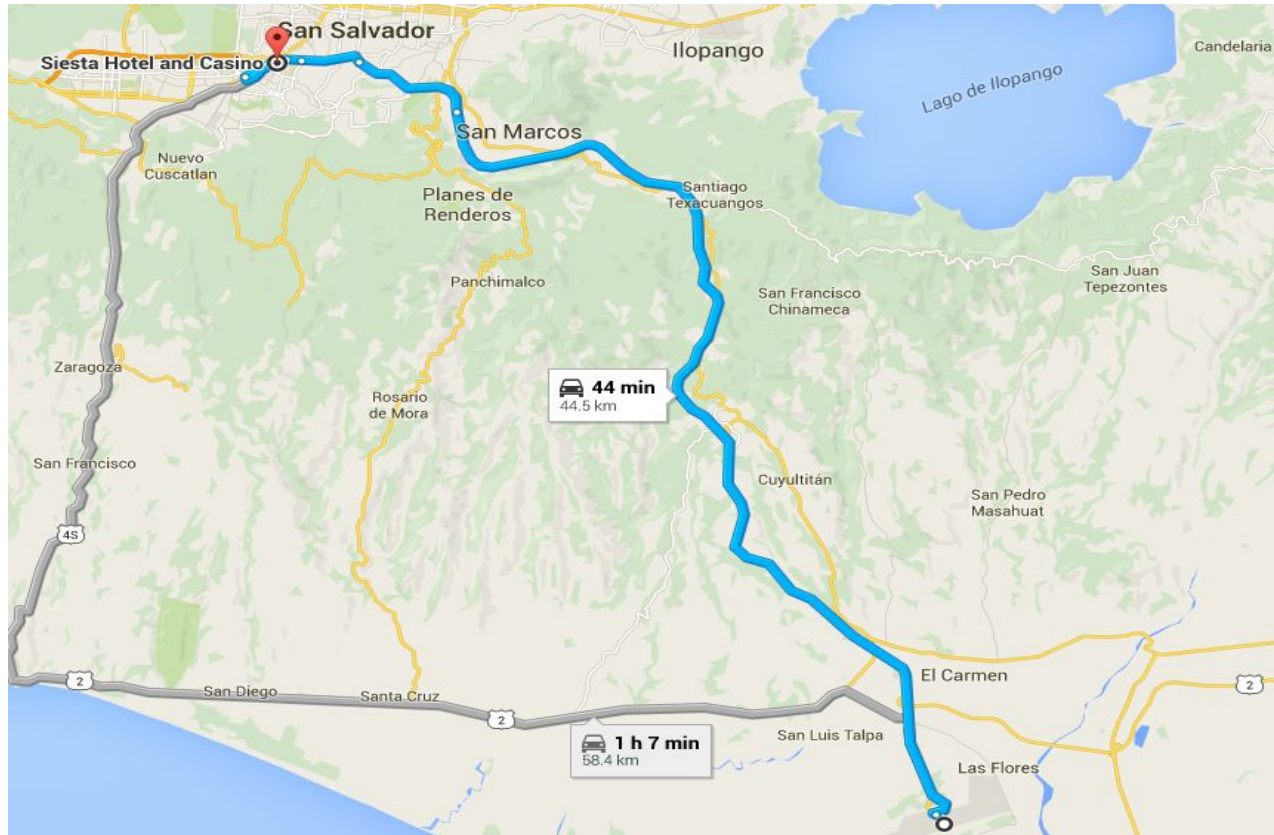 San Salvador
Ilopango
Candelaria
Siesta Hotel and Casino
Lago de Ilopango
San Marcos
Nuevo
Cuscatlan
Planes de
Renderos
Santiago
Texacuangos
Panchimalco
San Francisco
Chinameca
San Juan
Tepezontes
Zaragoza
44 min
44.5 km
Rosario
de Mora
San Francisco
Cuyultitán
San Pedro
Masahuat
4S
2
San Diego
Santa Cruz
2
El Carmen
2
San Luis Talpa
1 h 7 min
58.4 km
Las Flores